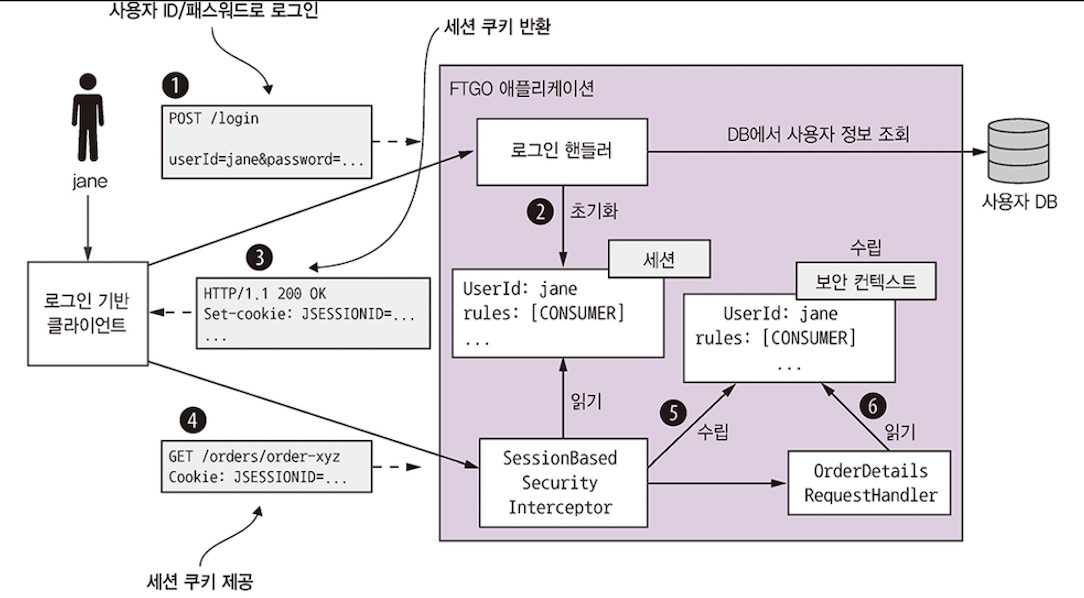 사용자 ID/패스워드로 로그인
세션 쿠키 반환
❶
POST /login
userId=jane&password=...
jane
FTGO 애플리케이션
로그인 핸들러
DB에서 사용자 정보 조회
사용자 DB
❷ 초기화
❸
HTTP/1.1 200 OK
Set-cookie: JSESSIONID=...
...
로그인 기반
클라이언트
세션
UserId: jane
rules: [CONSUMER]
...
수립
보안 컨텍스트
UserId: jane
rules: [CONSUMER]
...
읽기
❹
GET /orders/order-xyz
Cookie: JSESSIONID=...
❺
수립
❻
읽기
SessionBased
Security
Interceptor
OrderDetails
RequestHandler
세션 쿠키 제공